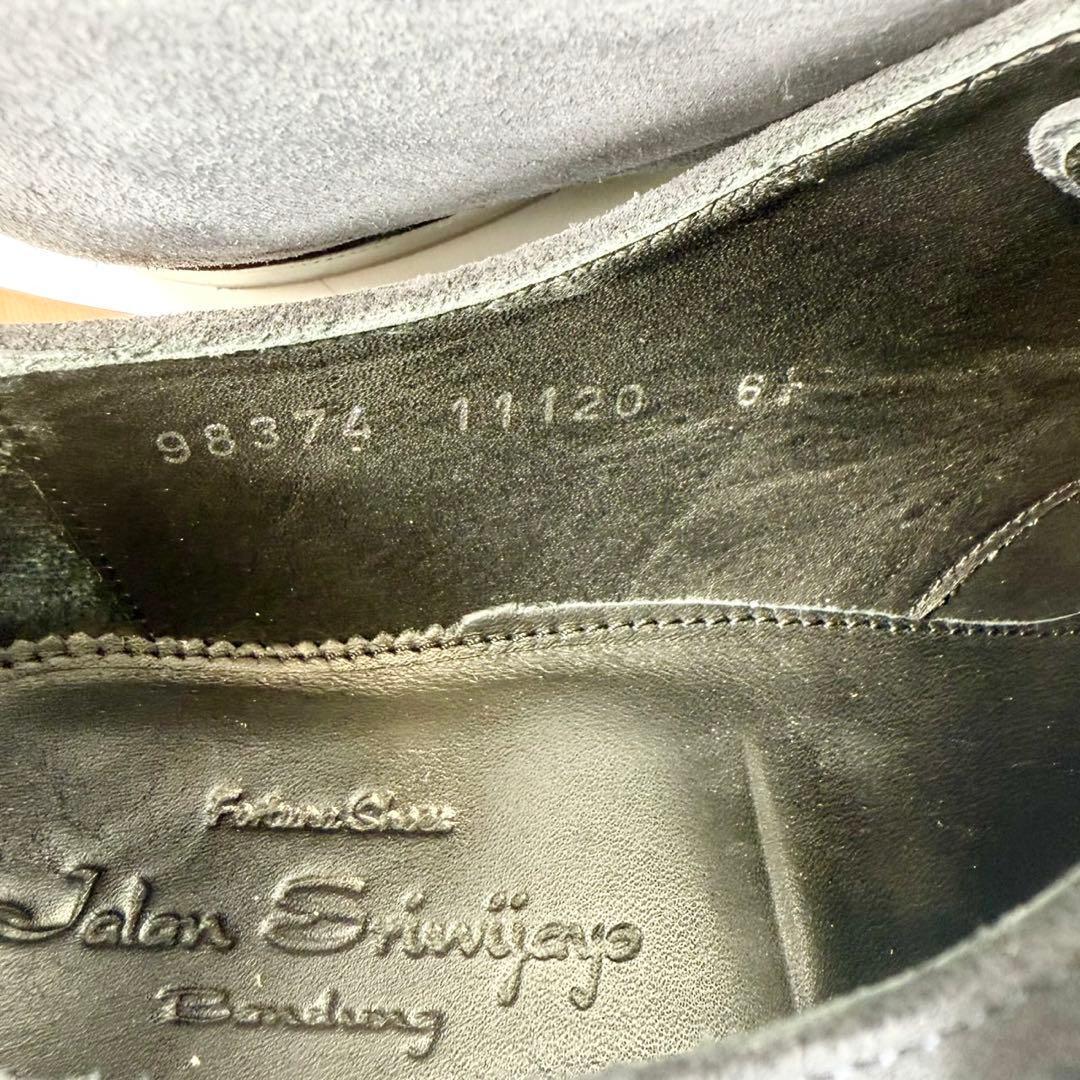 98374 11120 6½
Fortuna Shoes
Jalan Sriwijaya
Bandung